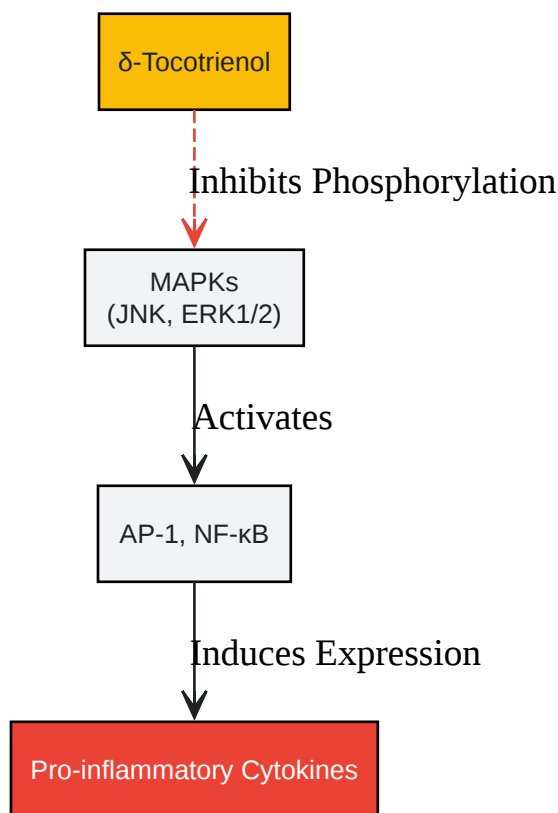 δ-Tocotrienol
Inhibits Phosphorylation
MAPKs
(JNK, ERK1/2)
Activates
AP-1, NF-κB
Induces Expression
Pro-inflammatory Cytokines